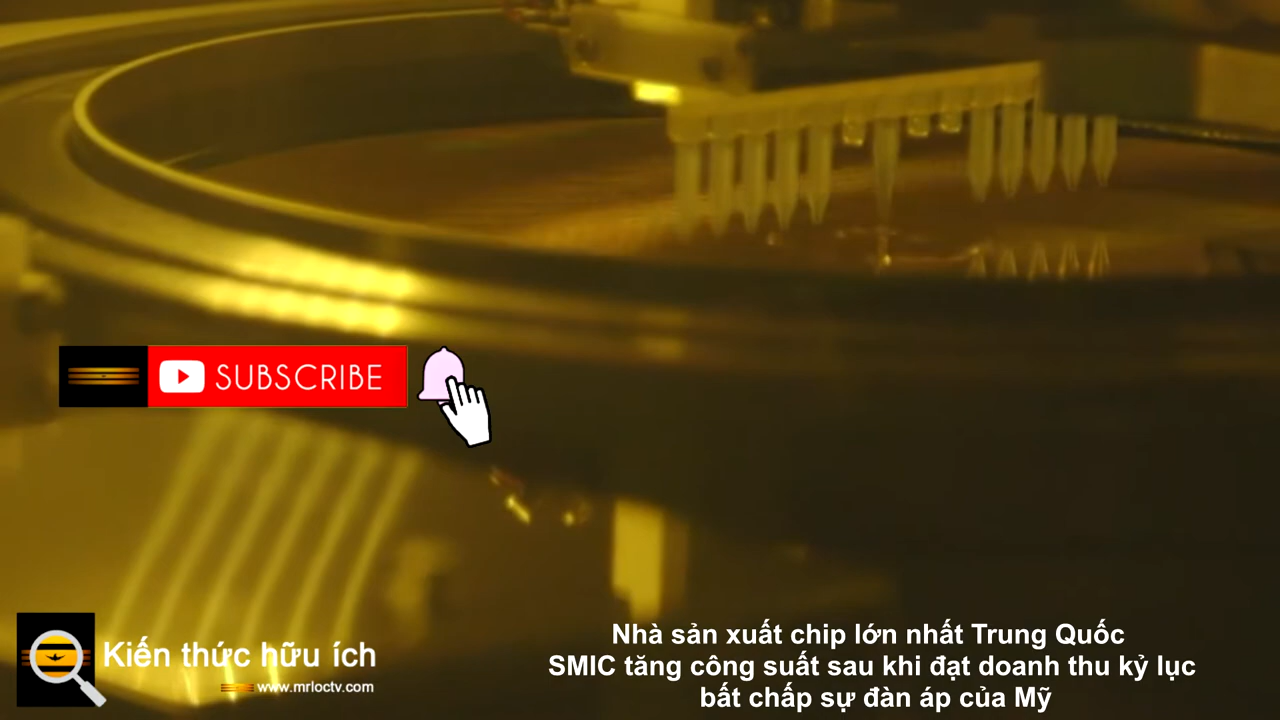 SUBSCRIBE
Kiến thức hữu ích
www.mrloctv.com
Nhà sản xuất chip lớn nhất Trung Quốc
SMIC tăng công suất sau khi đạt doanh thu kỷ lục
bất chấp sự đàn áp của Mỹ